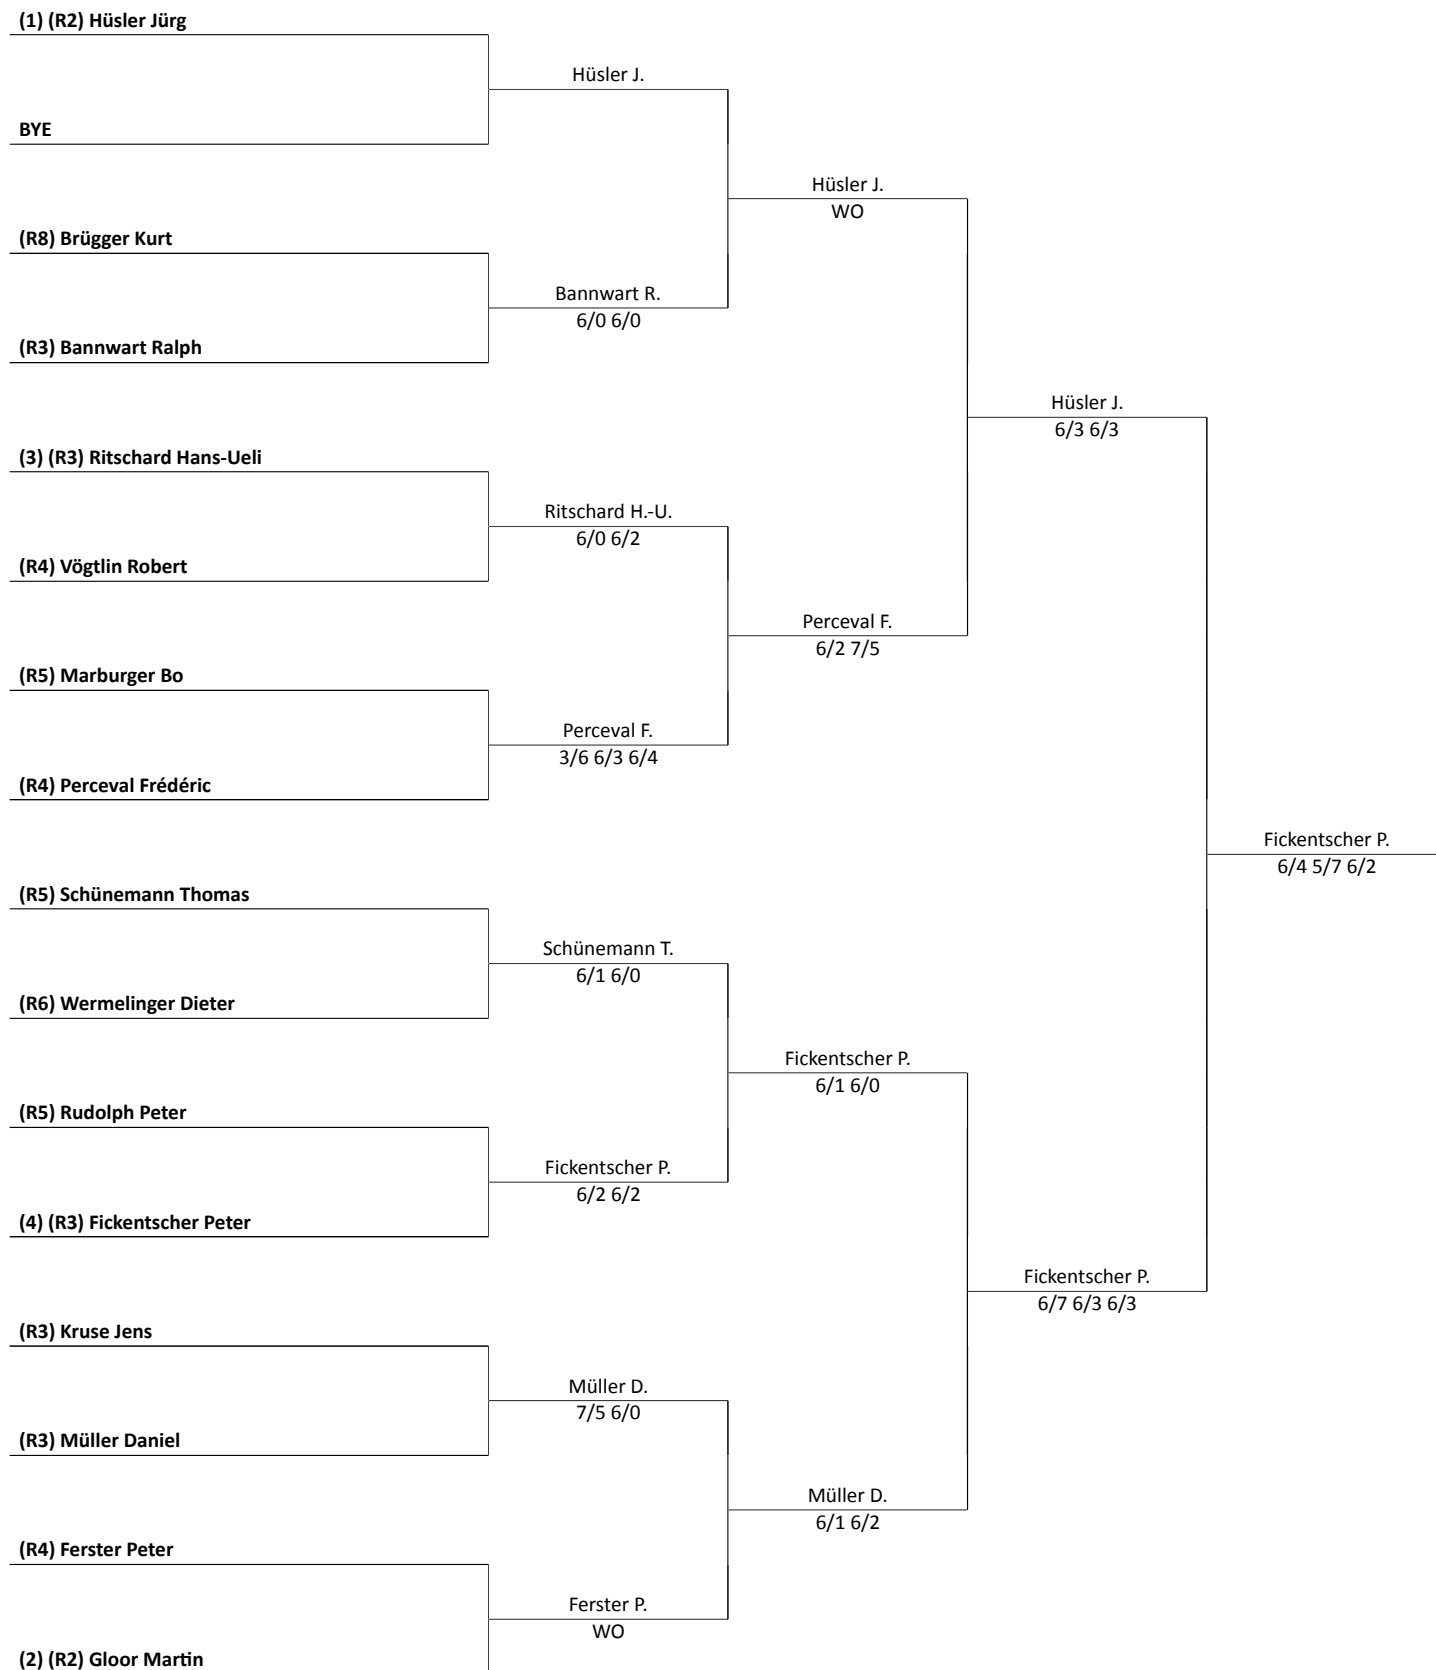 (1) (R2) Hüsler Jürg
Hüsler J.
BYE
Hüsler J.
WO
(R8) Brügger Kurt
Bannwart R.
6/0 6/0
(R3) Bannwart Ralph
Hüsler J.
6/3 6/3
(3) (R3) Ritschard Hans-Ueli
Ritschard H.-U.
6/0 6/2
(R4) Vögtlin Robert
Perceval F.
6/2 7/5
(R5) Marburger Bo
Perceval F.
3/6 6/3 6/4
(R4) Perceval Frédéric
Fickentscher P.
6/4 5/7 6/2
(R5) Schünemann Thomas
Schünemann T.
6/1 6/0
(R6) Wermelinger Dieter
Fickentscher P.
6/1 6/0
(R5) Rudolph Peter
Fickentscher P.
6/2 6/2
(4) (R3) Fickentscher Peter
Fickentscher P.
6/7 6/3 6/3
(R3) Kruse Jens
Müller D.
7/5 6/0
(R3) Müller Daniel
Müller D.
6/1 6/2
(R4) Ferster Peter
Ferster P.
WO
(2) (R2) Gloor Martin